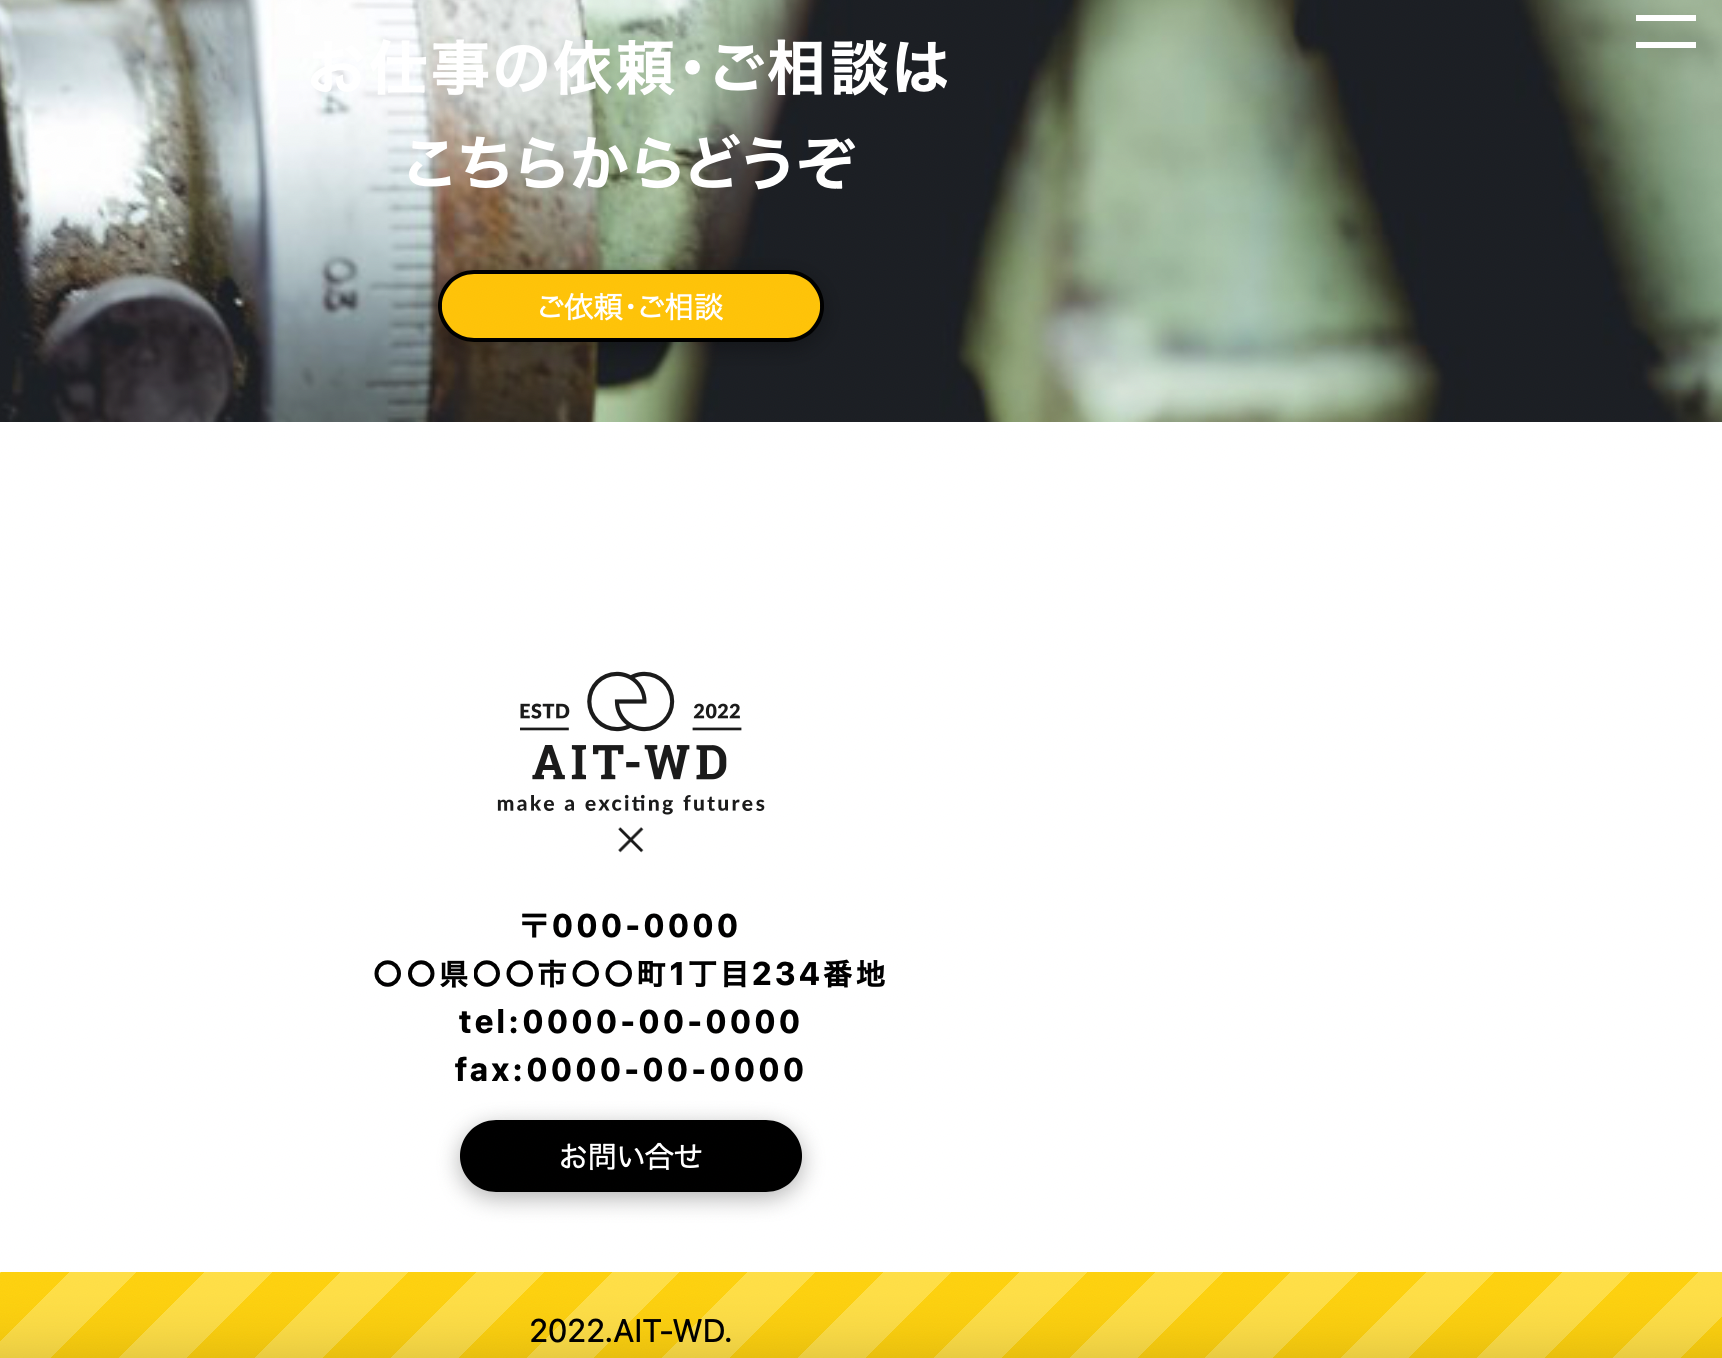 お仕事の依頼･ご相談は
こちらからどうぞ
4
0.3
ご依頼･ご相談
ESTD 2022
AIT-WD
make a exciting futures
〒000-0000
〇〇県〇〇市〇〇町1丁目234番地
tel:0000-00-0000
fax:0000-00-0000
お問い合せ
2022.AIT-WD.